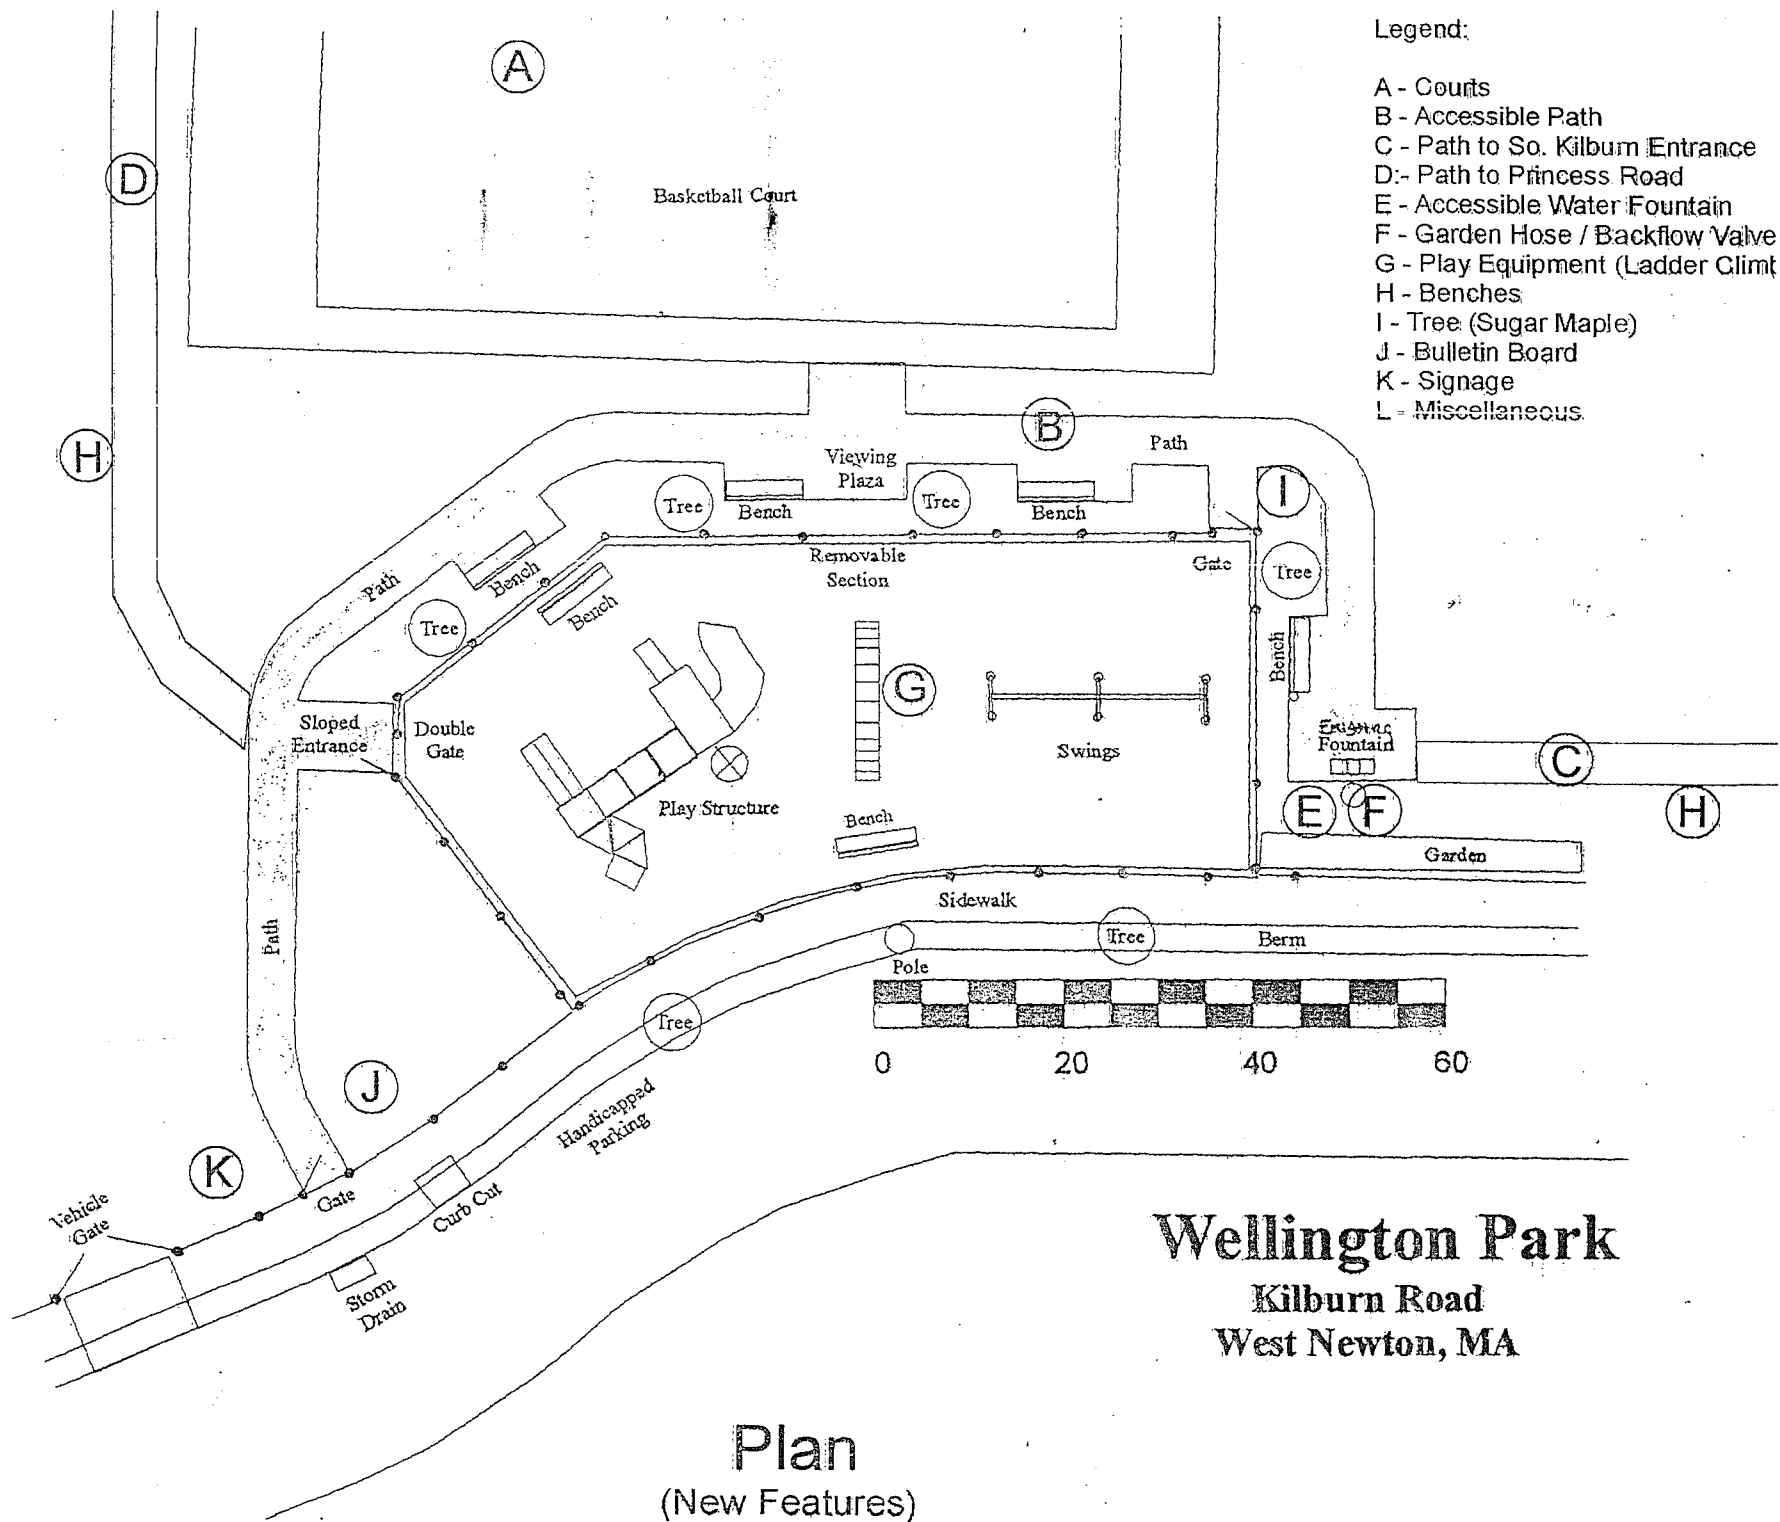 Legend:
A - Courts
B - Accessible Path
C - Path to So. Kilburn Entrance
D:- Path to Princess Road
E - Accessible Water Fountain
F - Garden Hose / Backflow Valve
G - Play Equipment (Ladder Climb
H - Benches
I - Tree (Sugar Maple)
J - Bulletin Board
K - Signage
L - Miscellaneous
A
D
Basketball Court
H
B
Path
Viewing
Plaza
I
Tree
Bench
Tree
Bench
Removable
Section
Gate
Tree
Path
Bench
Bench
Tree
Bench
G
Sloped
Entrance
Double
Gate
Swings
Existing
Fountain
C
Play Structure
Bench
E
F
H
Garden
Sidewalk
Path
Tree
Berm
Pole
Tree
0 20 40 60
J
Handicapped
Parking
K
Gate
Curb Cut
Vehicle
Gate
Storm
Drain
Wellington Park
Kilburn Road
West Newton, MA
Plan
(New Features)